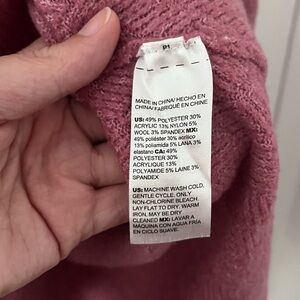 P1
MADE IN CHINA/ HECHO EN
CHINA/ FABRIQUÉ EN CHINE
US: 49% POLYESTER 30%
ACRYLIC 13% NYLON 5%
WOOL 3% SPANDEX MX:
49% poliéster 30% acrílico
13% poliamida 5% LANA 3%
elastano CA: 49%
POLYESTER 30%
ACRYLIC 13%
POLYAMIDE 5% LAINE 3%
SPANDEX
US: MACHINE WASH COLD,
GENTLE CYCLE. ONLY
NON-CHLORINE BLEACH.
LAY FLAT TO DRY. WARM
IRON, MAY BE DRY
CLEANED MX: LAVAR A
MAQUINA CON AGUA FRÍA
EN CICLO SUAVE.